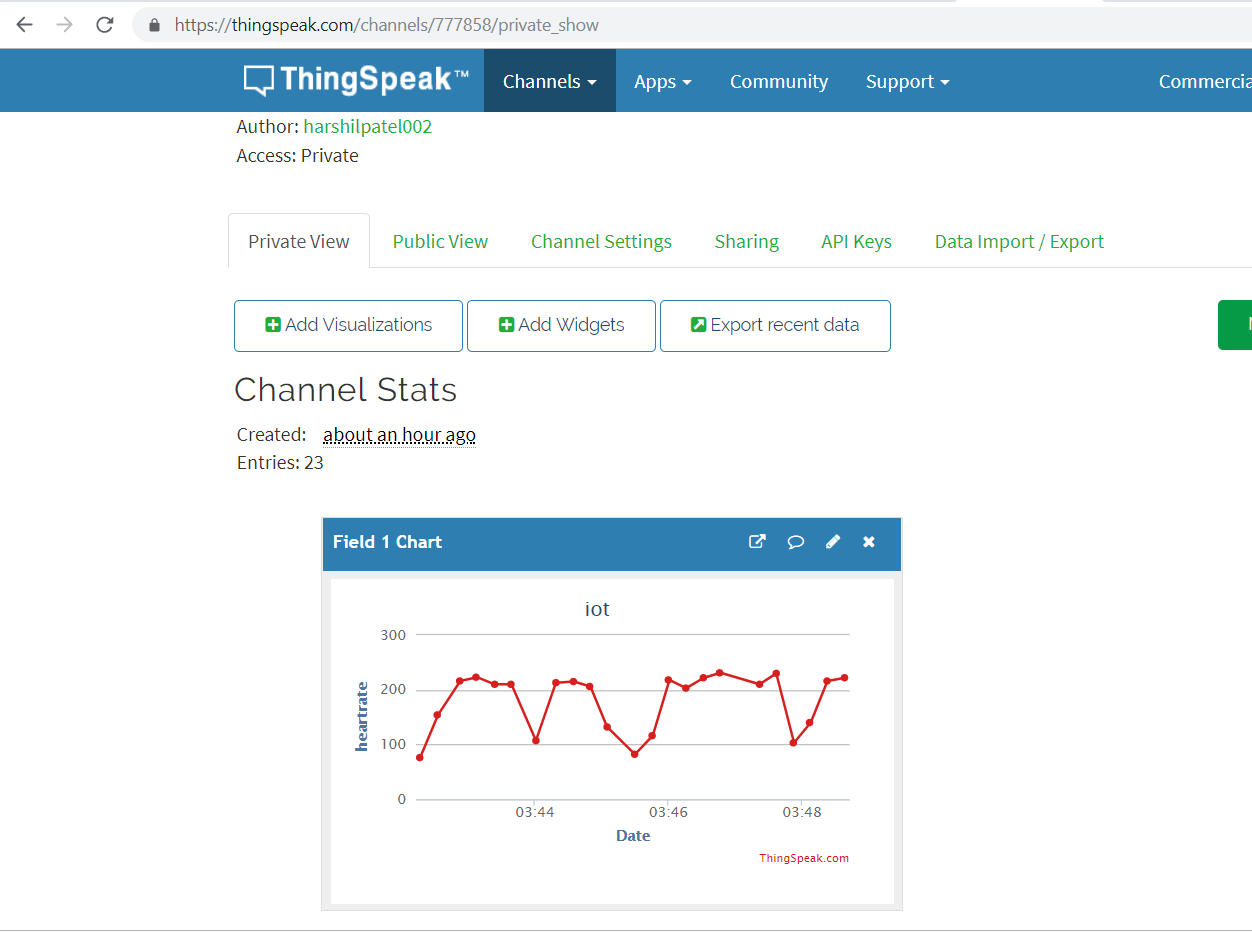 https://thingspeak.com/channels/777858/private_show
ThingSpeak™ Channels Apps Community Support
Author: harshilpatel002
Access: Private
Private View Public View Channel Settings Sharing API Keys Data Import / Export
Add Visualizations Add Widgets Export recent data
Channel Stats
Created: about an hour ago
Entries: 23
Field 1 Chart
iot
300
200
100
0
heartrate
03:44 03:46 03:48
Date
ThingSpeak.com